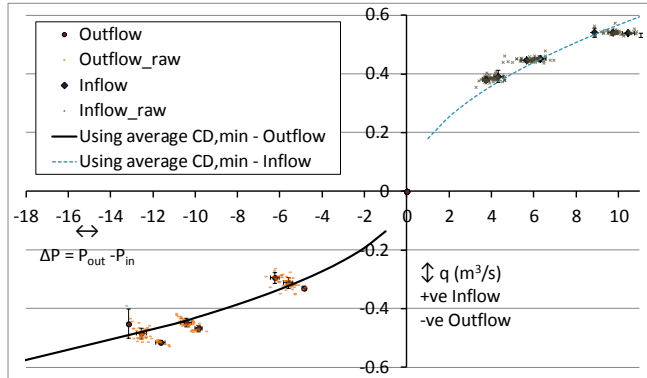 0.6
Outflow
Outflow_raw
Inflow
0.4
Inflow_raw
Using average CD,min - Outflow
Using average CD,min - Inflow
0.2
0
-18 -16 -14 -12 -10 -8 -6 -4 -2 0 2 4 6 8 10
↔
ΔP = Pout -Pin
-0.2
↕ q (m³/s)
+ve Inflow
-0.4
-ve Outflow
-0.6